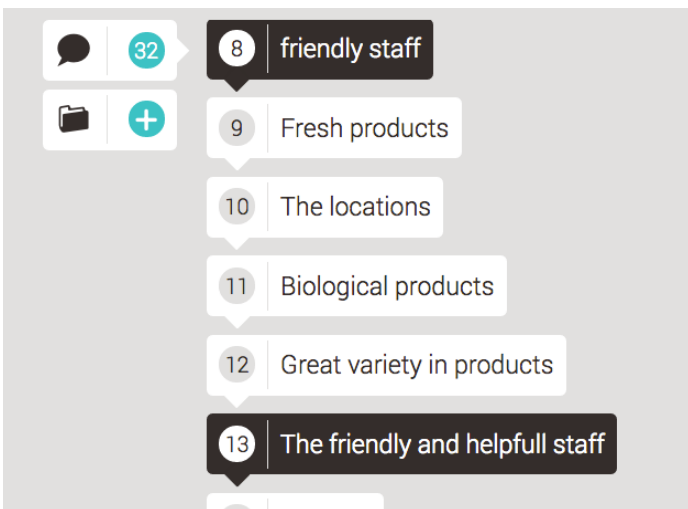 32
8 friendly staff
+
9 Fresh products
10 The locations
11 Biological products
12 Great variety in products
13 The friendly and helpfull staff